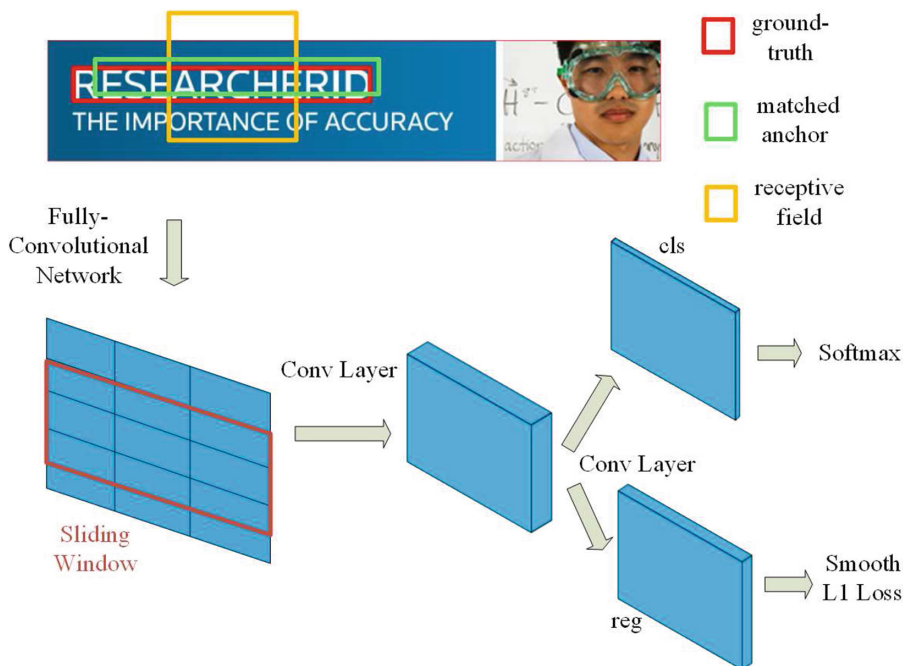 RESEARCHERID
THE IMPORTANCE OF ACCURACY
ground-
truth
matched
anchor
receptive
field
Fully-
Convolutional
Network
cls
Conv Layer
Softmax
Conv Layer
Sliding
Window
reg
Smooth
L1 Loss